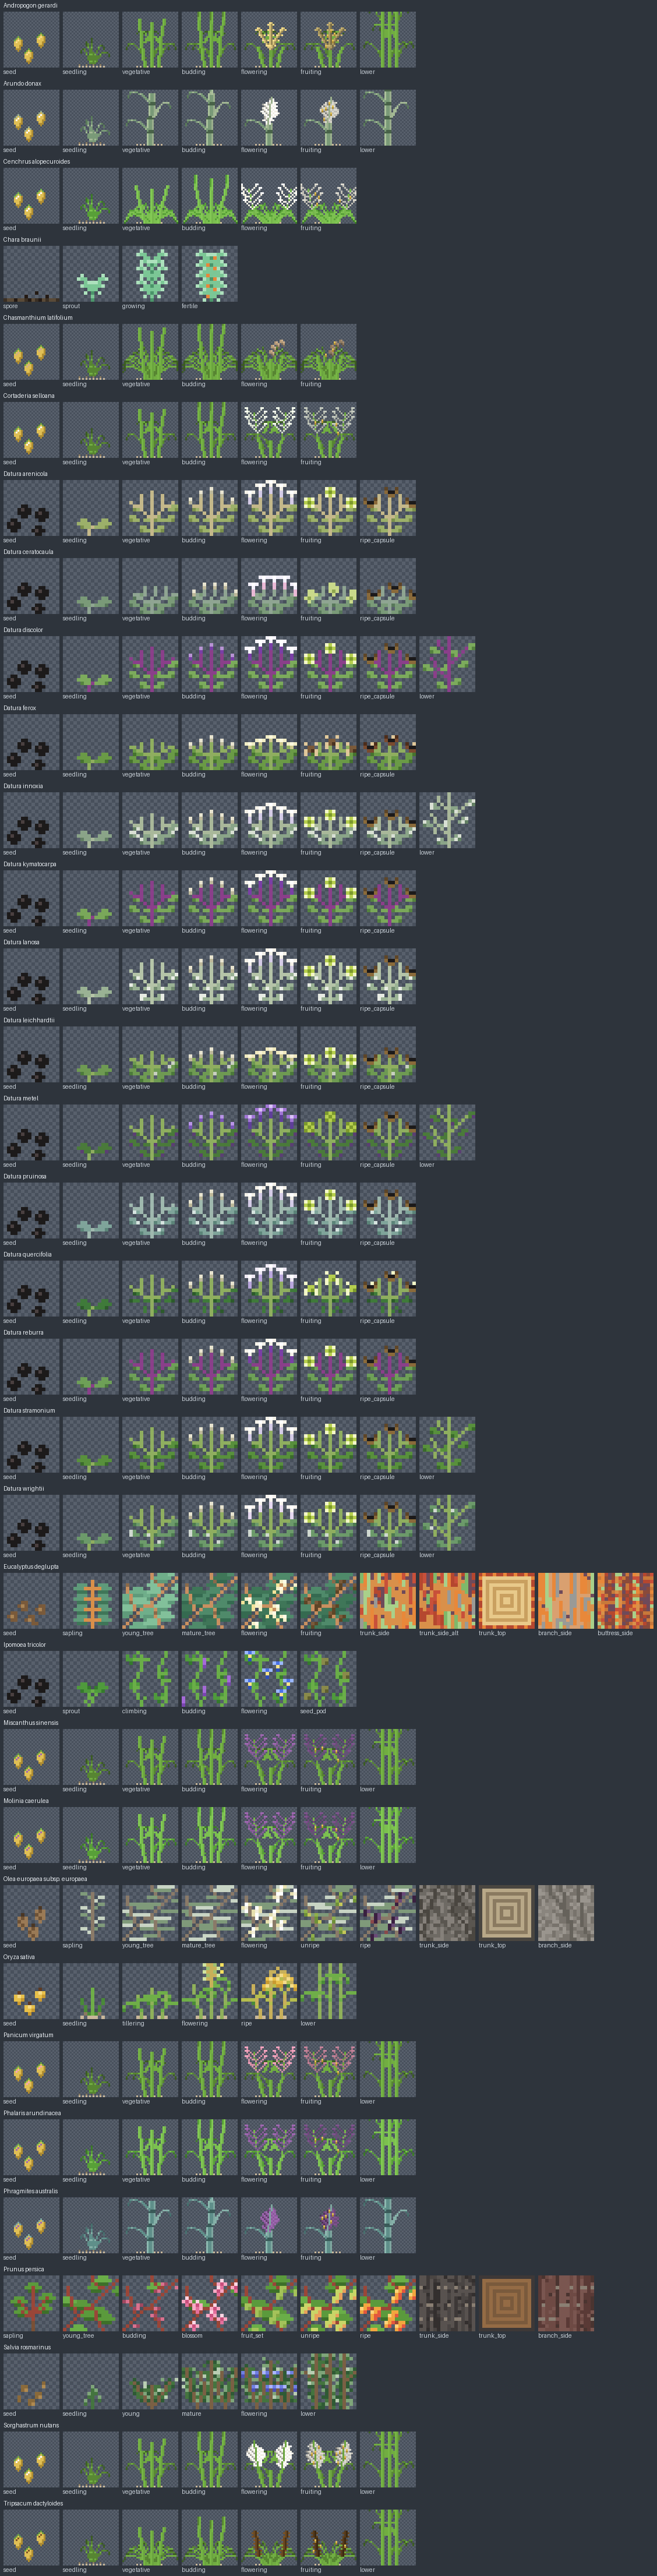 Andropogon gerardi
seed seedling vegetative budding flowering fruiting lower
Arundo donax
seed seedling vegetative budding flowering fruiting lower
Cenchrus alopecuroides
seed seedling vegetative budding flowering fruiting
Chara braunii
spore sprout growing fertile
Chasmanthium latifolium
seed seedling vegetative budding flowering fruiting
Cortaderia selloana
seed seedling vegetative budding flowering fruiting
Datura arenicola
seed seedling vegetative budding flowering fruiting ripe_capsule
Datura ceratocaula
seed seedling vegetative budding flowering fruiting ripe_capsule
Datura discolor
seed seedling vegetative budding flowering fruiting ripe_capsule lower
Datura ferox
seed seedling vegetative budding flowering fruiting ripe_capsule
Datura innoxia
seed seedling vegetative budding flowering fruiting ripe_capsule lower
Datura kymatocarpa
seed seedling vegetative budding flowering fruiting ripe_capsule
Datura lanosa
seed seedling vegetative budding flowering fruiting ripe_capsule
Datura leichhardtii
seed seedling vegetative budding flowering fruiting ripe_capsule
Datura metel
seed seedling vegetative budding flowering fruiting ripe_capsule lower
Datura pruinosa
seed seedling vegetative budding flowering fruiting ripe_capsule
Datura quercifolia
seed seedling vegetative budding flowering fruiting ripe_capsule
Datura reburra
seed seedling vegetative budding flowering fruiting ripe_capsule
Datura stramonium
seed seedling vegetative budding flowering fruiting ripe_capsule lower
Datura wrightii
seed seedling vegetative budding flowering fruiting ripe_capsule lower
Eucalyptus deglupta
seed sapling young_tree mature_tree flowering fruiting trunk_side trunk_side_alt trunk_top branch_side buttress_side
Ipomoea tricolor
seed sprout climbing budding flowering seed_pod
Miscanthus sinensis
seed seedling vegetative budding flowering fruiting lower
Molinia caerulea
seed seedling vegetative budding flowering fruiting lower
Olea europaea subsp. europaea
seed sapling young_tree mature_tree flowering unripe ripe trunk_side trunk_top branch_side
Oryza sativa
seed seedling tillering flowering ripe lower
Panicum virgatum
seed seedling vegetative budding flowering fruiting lower
Phalaris arundinacea
seed seedling vegetative budding flowering fruiting lower
Phragmites australis
seed seedling vegetative budding flowering fruiting lower
Prunus persica
sapling young_tree budding blossom fruit_set unripe ripe trunk_side trunk_top branch_side
Salvia rosmarinus
seed seedling young mature flowering lower
Sorghastrum nutans
seed seedling vegetative budding flowering fruiting lower
Tripsacum dactyloides
seed seedling vegetative budding flowering fruiting lower